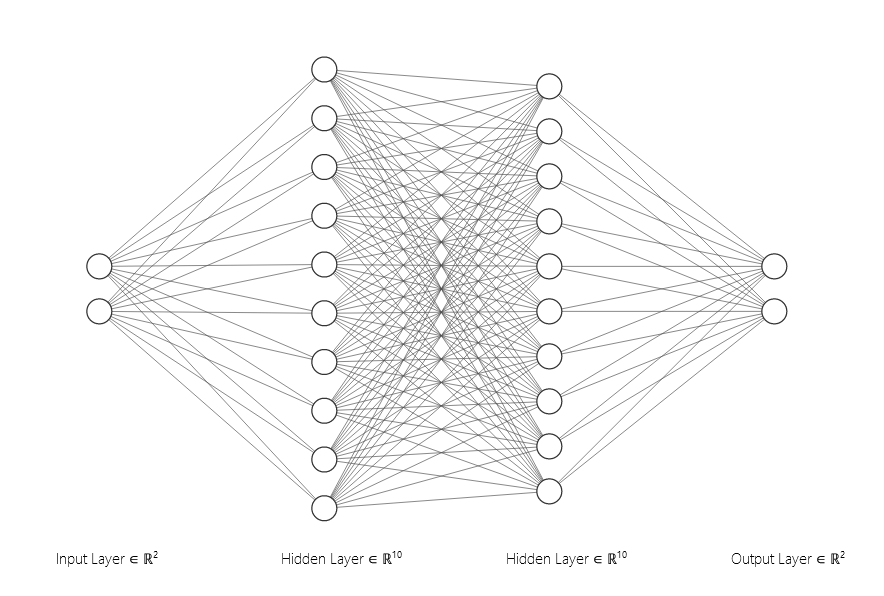 Input Layer ∈ ℝ²
Hidden Layer ∈ ℝ¹⁰
Hidden Layer ∈ ℝ¹⁰
Output Layer ∈ ℝ²